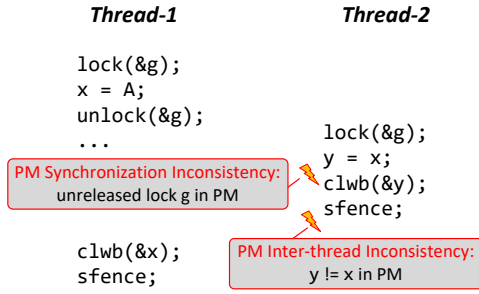 Thread-1
lock(&g);
x = A;
unlock(&g);
...
PM Synchronization Inconsistency:
unreleased lock g in PM
clwb(&x);
sfence;
Thread-2
lock(&g);
y = x;
clwb(&y);
sfence;
PM Inter-thread Inconsistency:
y != x in PM